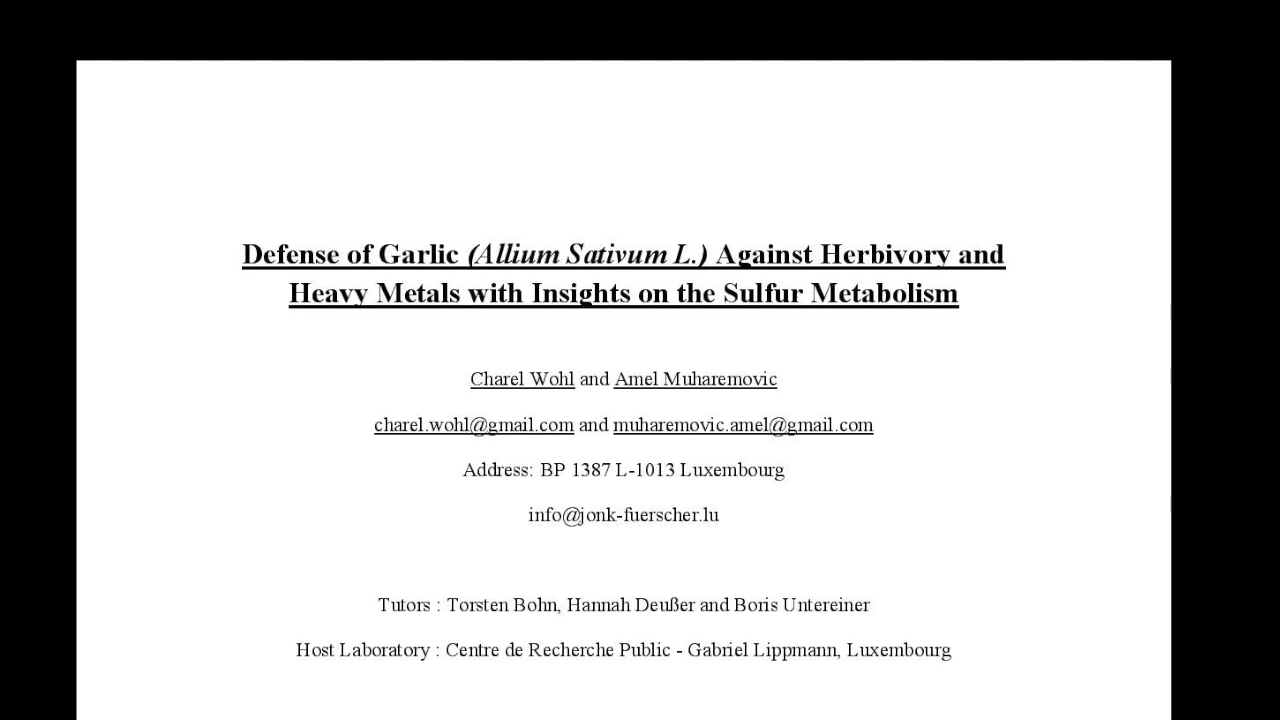 Defense of Garlic (Allium Sativum L.) Against Herbivory and
Heavy Metals with Insights on the Sulfur Metabolism
Charel Wohl and Amel Muharemovic
charel.wohl@gmail.com and muharemovic.amel@gmail.com
Address: BP 1387 L-1013 Luxembourg
info@jonk-fuerscher.lu
Tutors : Torsten Bohn, Hannah Deußer and Boris Untereiner
Host Laboratory : Centre de Recherche Public - Gabriel Lippmann, Luxembourg